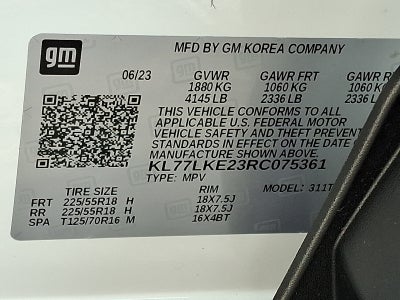 gm
MFD BY GM KOREA COMPANY
06/23 GVWR GAWR FRT GAWR
1880 KG 1060 KG 1060 KG
4145 LB 2336 LB 2336 LB
THIS VEHICLE CONFORMS TO ALL
APPLICABLE U.S. FEDERAL MOTOR
VEHICLE SAFETY AND THEFT
STANDARDS IN EFFECT ON THE DATE
MANUFACTURE SHOWN ABOVE.
KL77LKE23RC075361
TYPE: MPV MODEL: 311T
TIRE SIZE RIM
FRT 225/55R18 H 18X7.5J
RR 225/55R18 H 18X7.5J
SPA T125/70R16 M 16X4BT